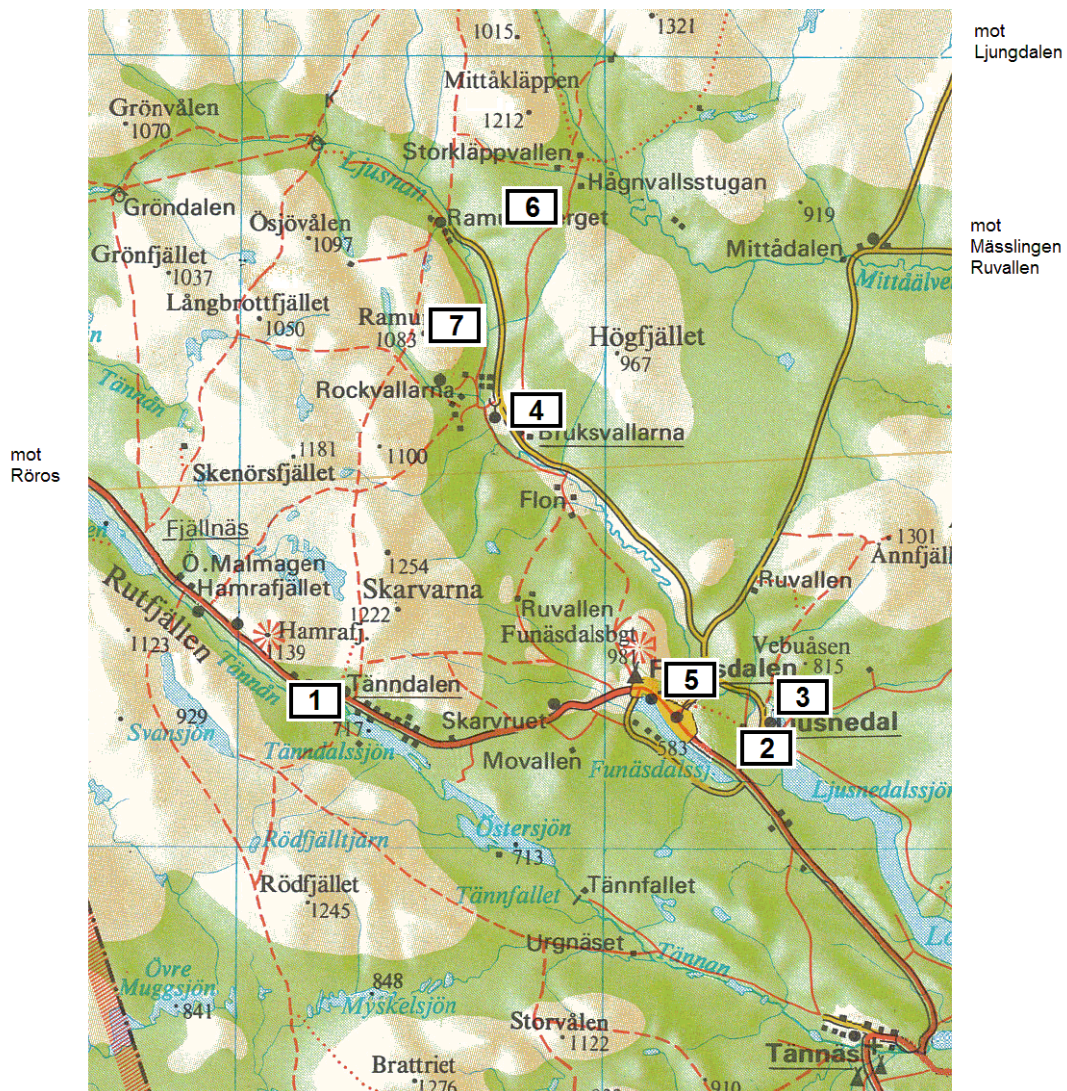 mot
Ljungdalen
1015
1321
Mittåkläppen
1212
Grönvålen
1070
Storkläppvallen
Ljusnan
Hågnvallsstugan
Gröndalen
6
919
Ösjövålen
1097
Mittådalen
mot
Mässlingen
Ruvallen
Grönfjället
1037
Långbrottfjället
1050
7
1083
Högfjället
967
Tännån
Rockvallarna
4
Bruksvallarna
mot
Röros
1181
1100
Skenörsfjället
Flon
Fjällnäs
1301
Ö. Malmagen
Hamrafjället
1254
Skarvarna
1222
Ruvallen
Ruvallen
Rutfjällen
1123
Hamrafj.
1139
Funäsdalsbgt
981
Vebuåsen
815
Tännån
Tänndalen
1
5
3
929
Svansjön
717
Tänndalssjön
Skarvruet
2
Movallen
583
Funäsdalssj.
Ljusnedalssjön
Östersjön
713
Rödfjälltjärn
Rödfjället
1245
Tännfallet
Tännfallet
Urgnäset
Tännan
Övre
Muggsjön
841
848
Myskelsjön
Storvålen
1122
Tännäs
Brattriet
1276
910